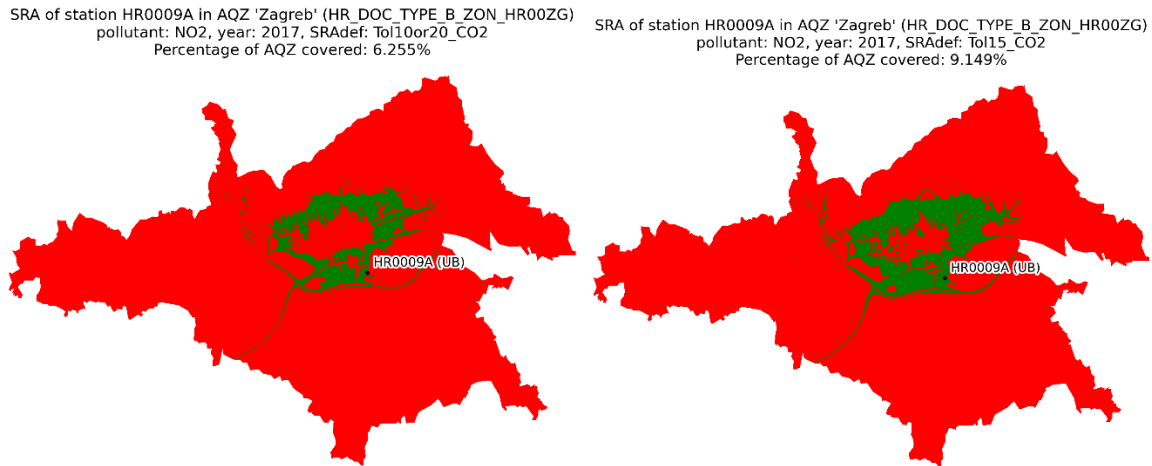 SRA of station HR0009A in AQZ 'Zagreb' (HR_DOC_TYPE_B_ZON_HR00ZG)
pollutant: NO2, year: 2017, SRAdef: Tol10or20_CO2
Percentage of AQZ covered: 6.255%
HR0009A (UB)
SRA of station HR0009A in AQZ 'Zagreb' (HR_DOC_TYPE_B_ZON_HR00ZG)
pollutant: NO2, year: 2017, SRAdef: Tol15_CO2
Percentage of AQZ covered: 9.149%
HR0009A (UB)